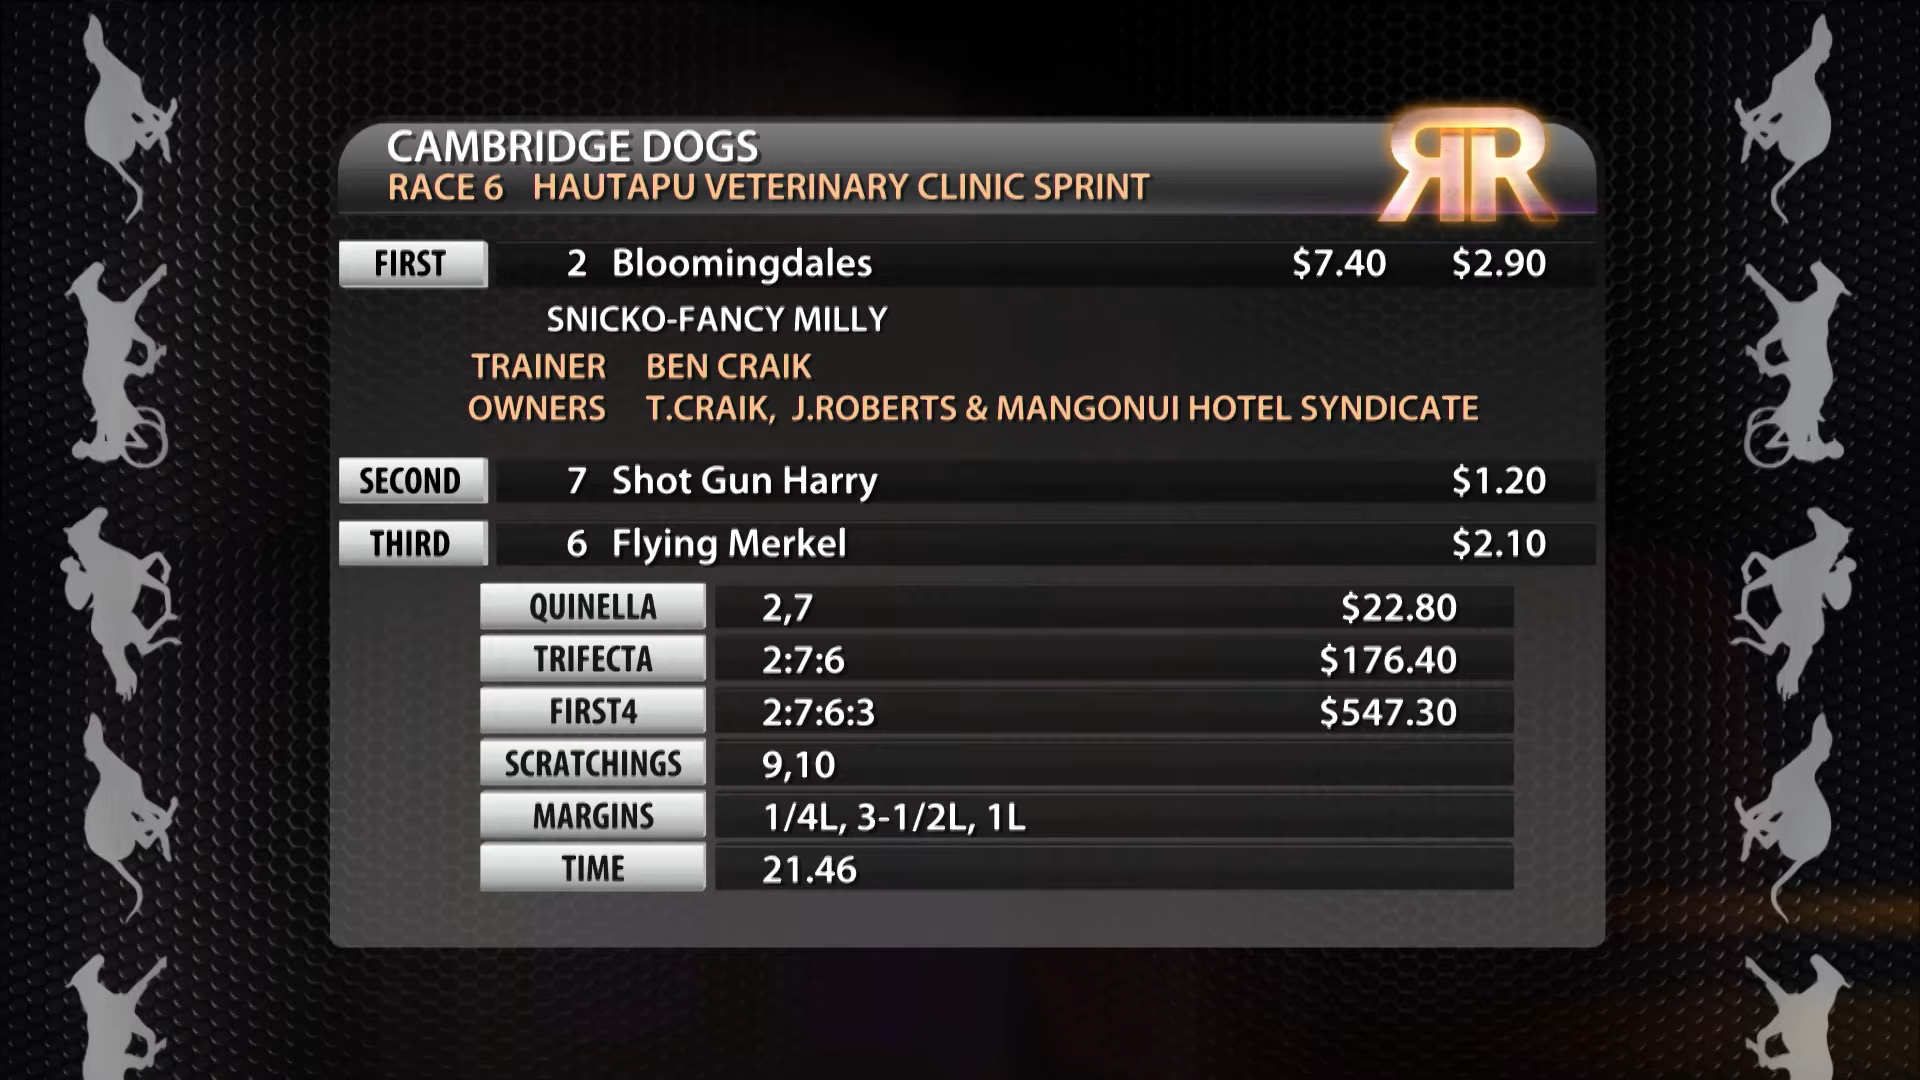 CAMBRIDGE DOGS
RACE 6 HAUTAPU VETERINARY CLINIC SPRINT
RR
FIRST 2 Bloomingdales $7.40 $2.90
SNICKO-FANCY MILLY
TRAINER BEN CRAIK
OWNERS T.CRAIK, J.ROBERTS & MANGONUI HOTEL SYNDICATE
SECOND 7 Shot Gun Harry $1.20
THIRD 6 Flying Merkel $2.10
QUINELLA 2,7 $22.80
TRIFECTA 2:7:6 $176.40
FIRST4 2:7:6:3 $547.30
SCRATCHINGS 9,10
MARGINS 1/4L, 3-1/2L, 1L
TIME 21.46